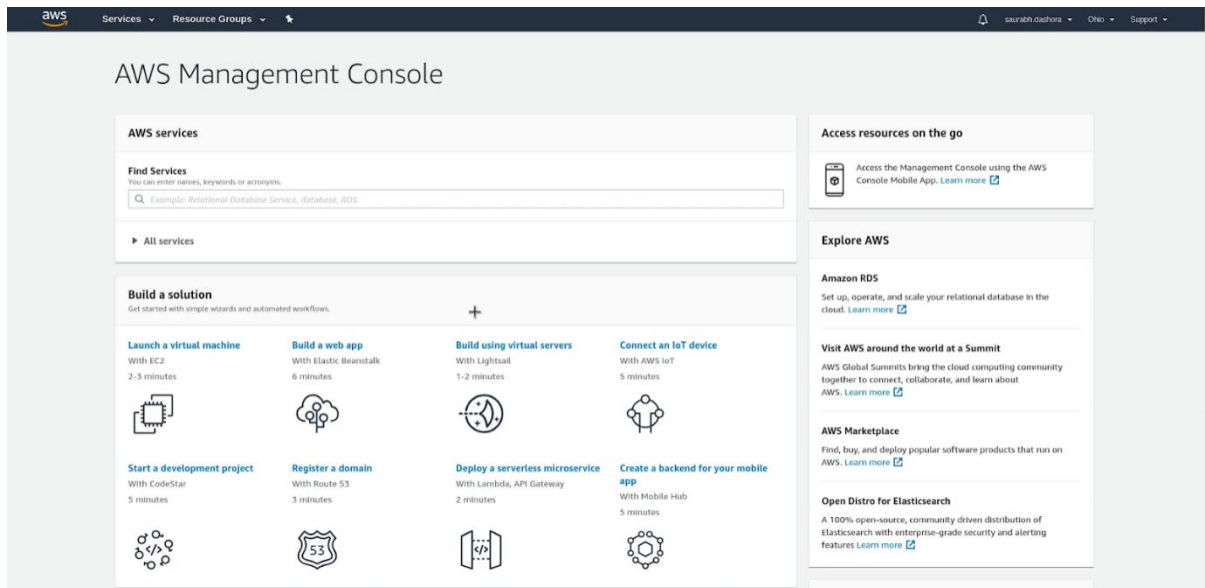 aws
Services
Resource Groups
saurabh.dashora
Ohio
Support
AWS Management Console
AWS services
Find Services
You can enter names, keywords or acronyms.
Example: Relational Database Service, database, RDS
All services
Build a solution
Get started with simple wizards and automated workflows.
Launch a virtual machine
With EC2
2-3 minutes
Build a web app
With Elastic Beanstalk
6 minutes
Build using virtual servers
With Lightsail
1-2 minutes
Connect an IoT device
With AWS IoT
5 minutes
Start a development project
With CodeStar
5 minutes
Register a domain
With Route 53
3 minutes
53
Deploy a serverless microservice
With Lambda, API Gateway
2 minutes
</>
Create a backend for your mobile
app
With Mobile Hub
5 minutes
</>
Access resources on the go
Access the Management Console using the AWS
Console Mobile App. Learn more
Explore AWS
Amazon RDS
Set up, operate, and scale your relational database in the
cloud. Learn more
Visit AWS around the world at a Summit
AWS Global Summits bring the cloud computing community
together to connect, collaborate, and learn about
AWS. Learn more
AWS Marketplace
Find, buy, and deploy popular software products that run on
AWS. Learn more
Open Distro for Elasticsearch
A 100% open-source, community driven distribution of
Elasticsearch with enterprise-grade security and alerting
features Learn more